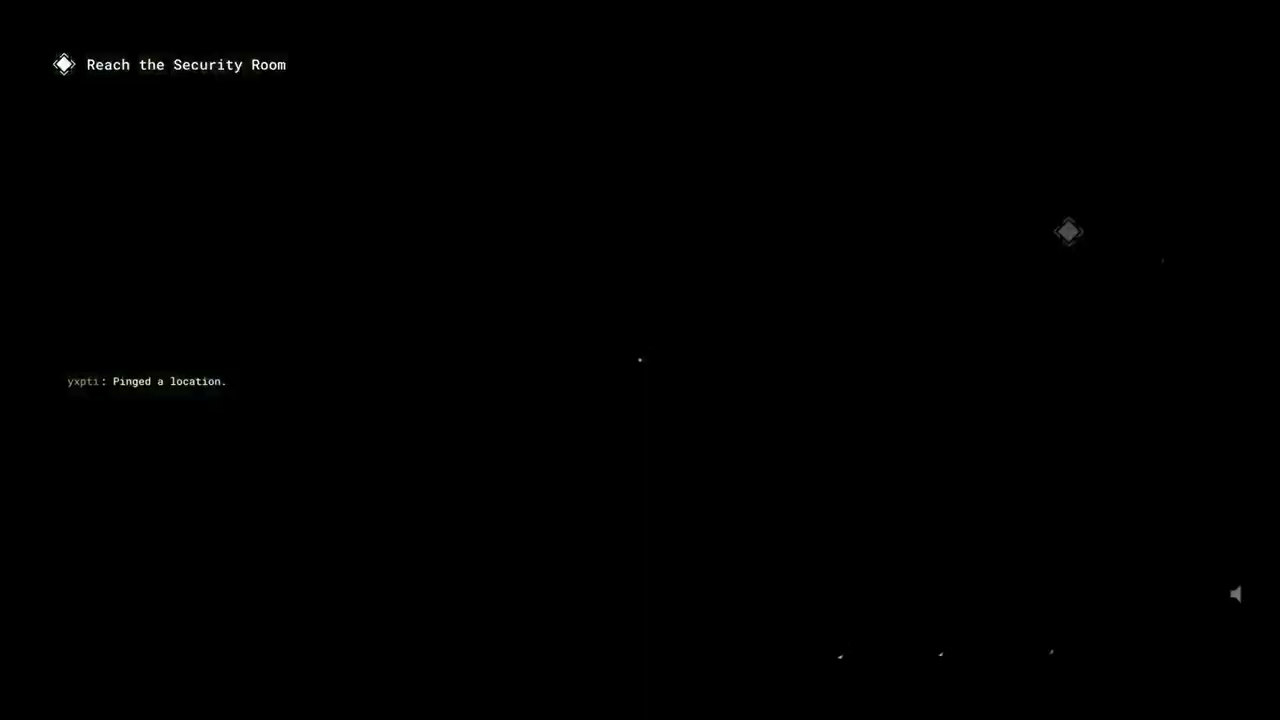 Reach the Security Room
yxpti: Pinged a location.